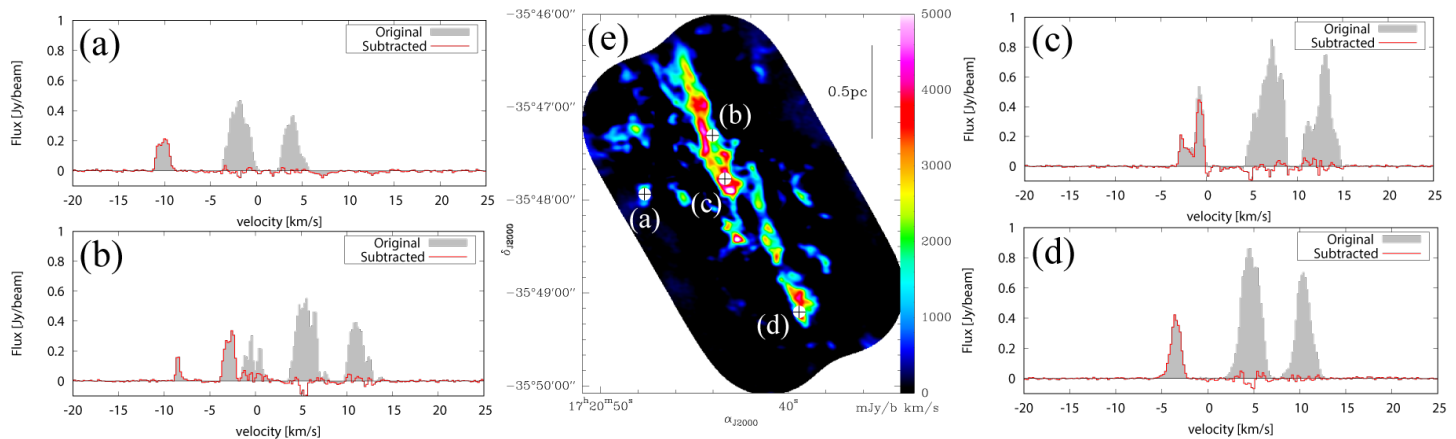 (a)
Original
Subtracted
Flux [Jy/beam]
1
0.8
0.6
0.4
0.2
0
-20 -15 -10 -5 0 5 10 15 20 25
velocity [km/s]
(b)
Original
Subtracted
Flux [Jy/beam]
1
0.8
0.6
0.4
0.2
0
-20 -15 -10 -5 0 5 10 15 20 25
velocity [km/s]
(e)
−35°46′00″
−35°47′00″
−35°48′00″
−35°49′00″
−35°50′00″
δJ2000
0.5pc
(b)
(a)
(c)
(d)
17h20m50s 40s
αJ2000
5000
4000
3000
2000
1000
0
mJy/b km/s
(c)
Original
Subtracted
Flux [Jy/beam]
1
0.8
0.6
0.4
0.2
0
-20 -15 -10 -5 0 5 10 15 20 25
velocity [km/s]
(d)
Original
Subtracted
Flux [Jy/beam]
1
0.8
0.6
0.4
0.2
0
-20 -15 -10 -5 0 5 10 15 20 25
velocity [km/s]